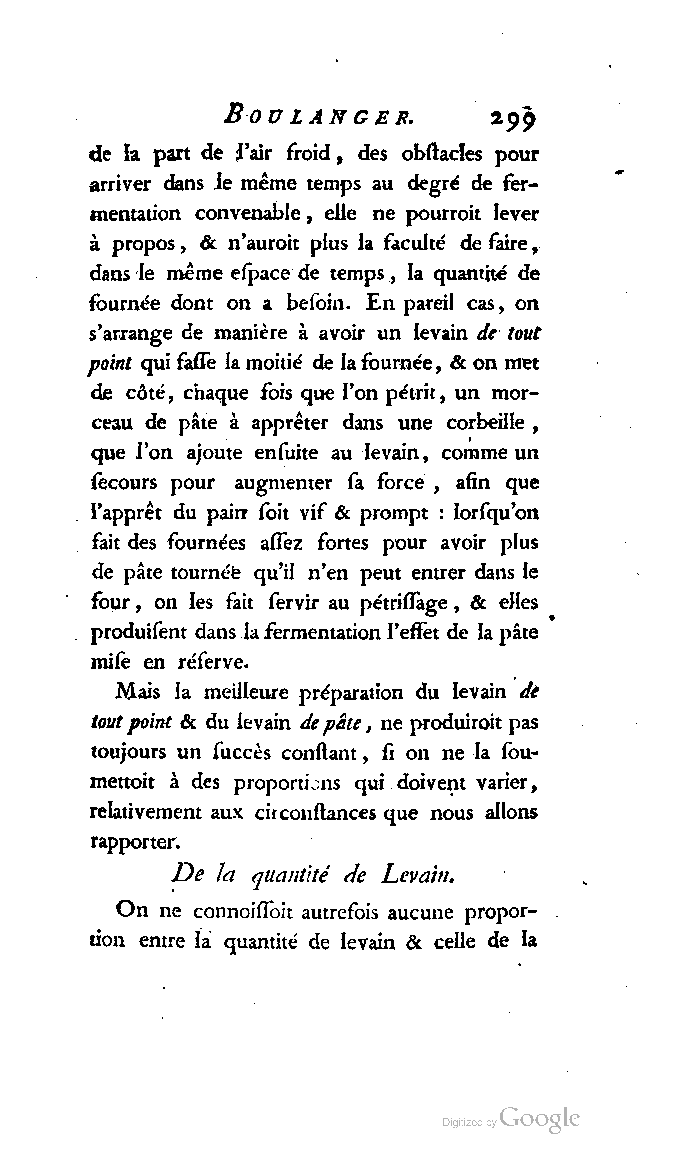 BOULANGER. 299
de la part de l'air froid, des obſtacles pour
arriver dans le même temps au degré de fer-
mentation convenable, elle ne pourroit lever
à propos, & n'auroit plus la faculté de faire,
dans le même eſpace de temps, la quantité de
fournée dont on a beſoin. En pareil cas, on
s'arrange de manière à avoir un levain de tout
point qui faſſe la moitié de la fournée, & on met
de côté, chaque fois que l'on pétrit, un mor-
ceau de pâte à apprêter dans une corbeille,
que l'on ajoute enſuite au levain, comme un
ſecours pour augmenter ſa force, afin que
l'apprêt du pain ſoit vif & prompt : lorſqu'on
fait des fournées aſſez fortes pour avoir plus
de pâte tournée qu'il n'en peut entrer dans le
four, on les fait ſervir au pétriſſage, & elles
produiſent dans la fermentation l'effet de la pâte
miſe en réſerve.
Mais la meilleure préparation du levain de
tout point & du levain de pâte, ne produiroit pas
toujours un ſuccès conſtant, ſi on ne la ſou-
mettoit à des proportions qui doivent varier,
relativement aux circonſtances que nous allons
rapporter.
De la quantité de Levain.
On ne connoiſſoit autrefois aucune propor-
tion entre la quantité de levain & celle de la
Digitized by Google